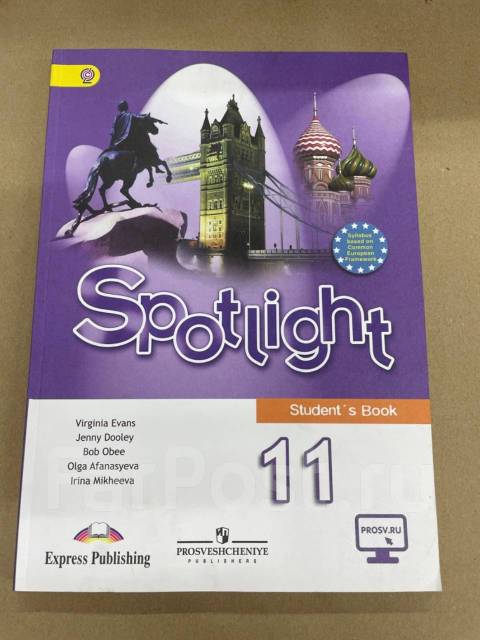 Syllabus
based on
Common
European
Framework
Spotlight
Student´s Book
11
Virginia Evans
Jenny Dooley
Bob Obee
Olga Afanasyeva
Irina Mikheeva
FarPost.ru
Express Publishing
PROSVESHCHENIYE
PUBLISHERS
PROSV.RU